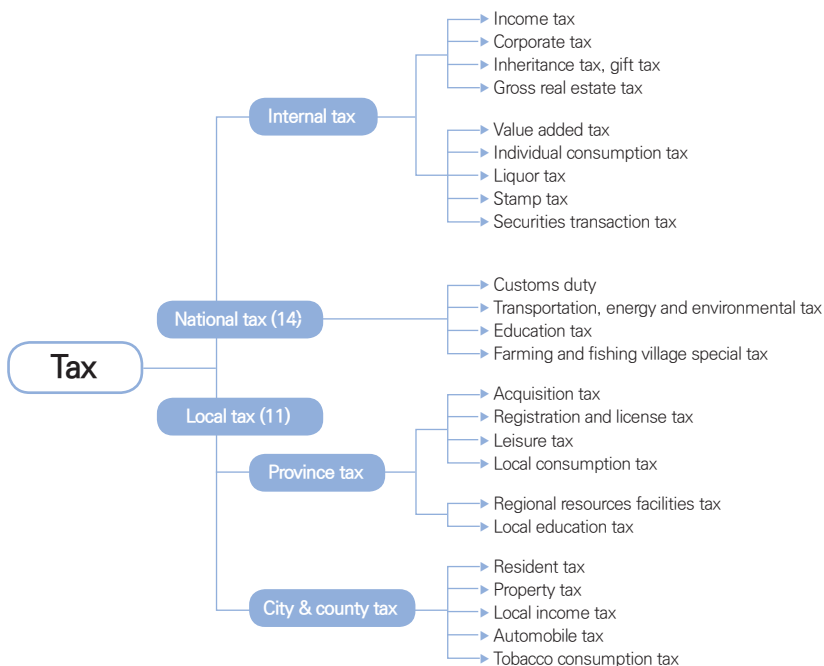 Tax
Internal tax
Income tax
Corporate tax
Inheritance tax, gift tax
Gross real estate tax
Value added tax
Individual consumption tax
Liquor tax
Stamp tax
Securities transaction tax
National tax (14)
Customs duty
Transportation, energy and environmental tax
Education tax
Farming and fishing village special tax
Local tax (11)
Province tax
Acquisition tax
Registration and license tax
Leisure tax
Local consumption tax
Regional resources facilities tax
Local education tax
City & county tax
Resident tax
Property tax
Local income tax
Automobile tax
Tobacco consumption tax